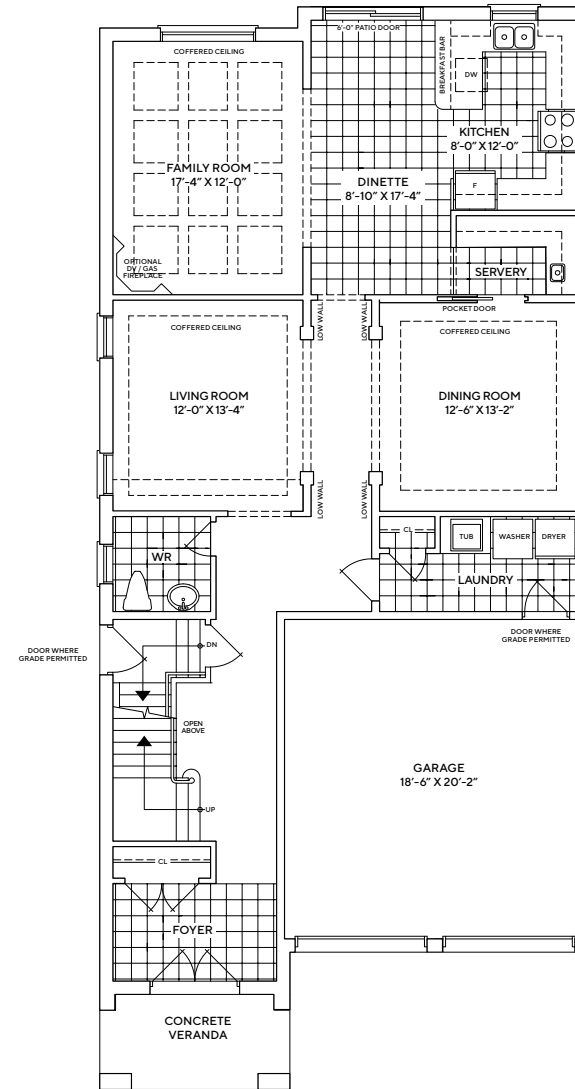 COFFERED CEILING
6'-0" PATIO DOOR
BREAKFAST BAR
DW
KITCHEN
8'-0" X 12'-0"
FAMILY ROOM
17'-4" X 12'-0"
DINETTE
8'-10" X 17'-4"
F
OPTIONAL
DV / GAS
FIREPLACE
SERVERY
LOW WALL
LOW WALL
POCKET DOOR
COFFERED CEILING
COFFERED CEILING
LIVING ROOM
12'-0" X 13'-4"
DINING ROOM
12'-6" X 13'-2"
LOW WALL
LOW WALL
CL
TUB
WASHER
DRYER
WR
LAUNDRY
DOOR WHERE
GRADE PERMITTED
DN
DOOR WHERE
GRADE PERMITTED
OPEN
ABOVE
GARAGE
18'-6" X 20'-2"
UP
CL
FOYER
CONCRETE
VERANDA